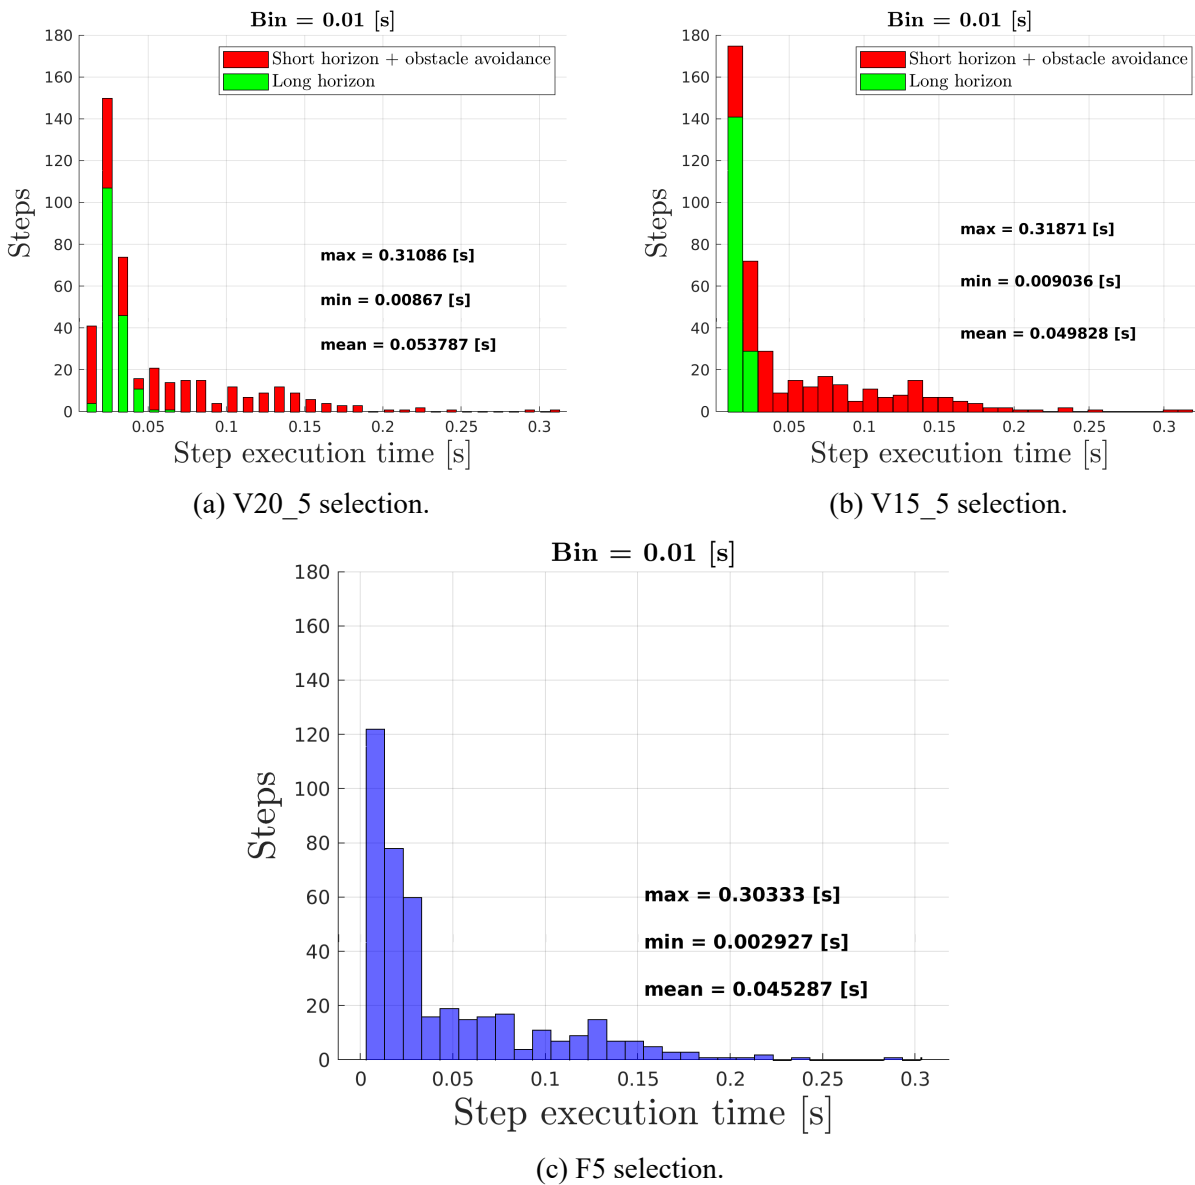 Bin = 0.01 [s]
Short horizon + obstacle avoidance
Long horizon
180
160
140
120
100
80
60
40
20
0
Steps
max = 0.31086 [s]
min = 0.00867 [s]
mean = 0.053787 [s]
0.05 0.1 0.15 0.2 0.25 0.3
Step execution time [s]
(a) V20_5 selection.
Bin = 0.01 [s]
Short horizon + obstacle avoidance
Long horizon
180
160
140
120
100
80
60
40
20
0
Steps
max = 0.31871 [s]
min = 0.009036 [s]
mean = 0.049828 [s]
0.05 0.1 0.15 0.2 0.25 0.3
Step execution time [s]
(b) V15_5 selection.
Bin = 0.01 [s]
180
160
140
120
100
80
60
40
20
0
Steps
max = 0.30333 [s]
min = 0.002927 [s]
mean = 0.045287 [s]
0 0.05 0.1 0.15 0.2 0.25 0.3
Step execution time [s]
(c) F5 selection.